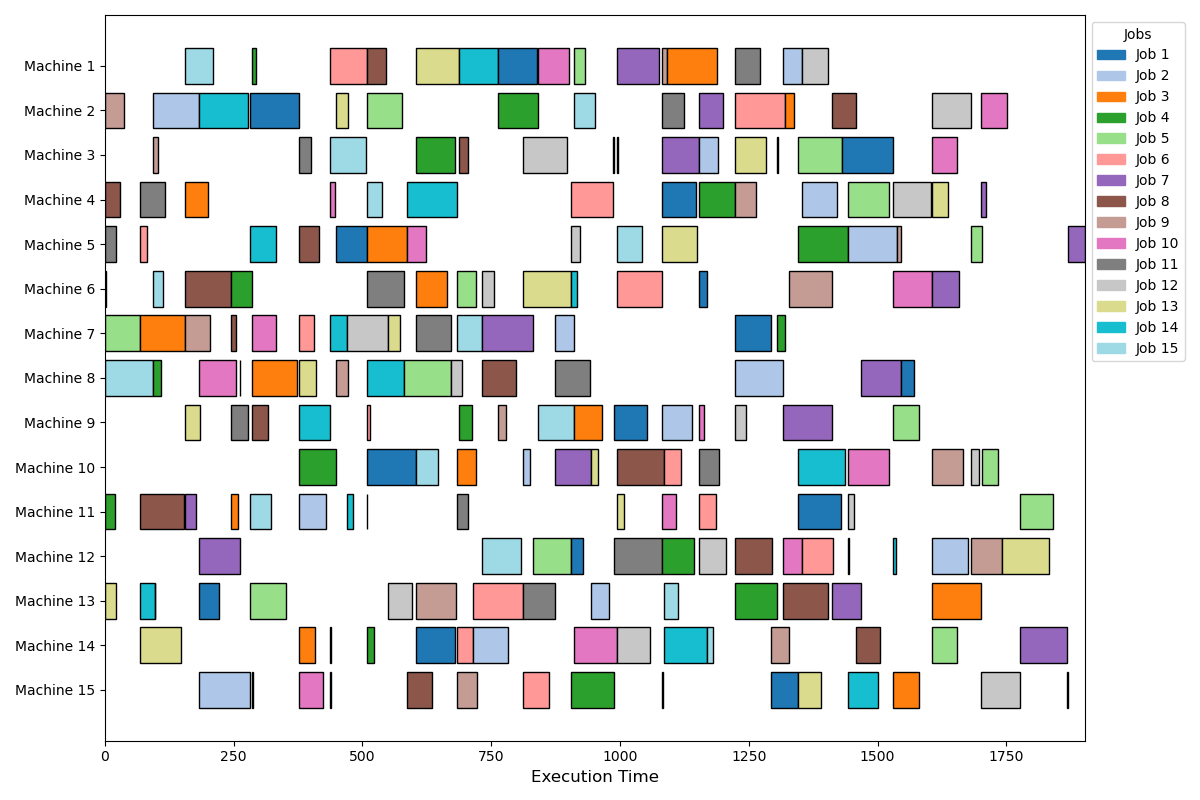 Machine 1
Machine 2
Machine 3
Machine 4
Machine 5
Machine 6
Machine 7
Machine 8
Machine 9
Machine 10
Machine 11
Machine 12
Machine 13
Machine 14
Machine 15
0 250 500 750 1000 1250 1500 1750
Execution Time
Jobs
Job 1
Job 2
Job 3
Job 4
Job 5
Job 6
Job 7
Job 8
Job 9
Job 10
Job 11
Job 12
Job 13
Job 14
Job 15